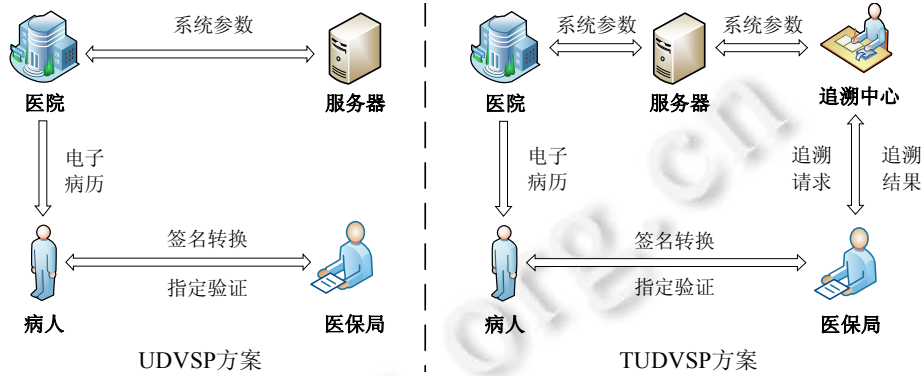 系统参数
医院
服务器
电子
病历
签名转换
指定验证
病人
医保局
UDVSP方案
系统参数
系统参数
医院
服务器
追溯中心
电子
病历
追溯
请求
追溯
结果
签名转换
指定验证
病人
医保局
TUDVSP方案
org.cn